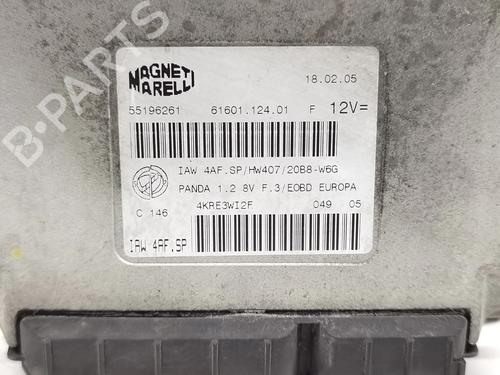 B-PARTS
MAGNETI MARELLI
18.02.05
55196261 61601.124.01 F 12V=
IAW 4AF.SP/HW407/20B8-W6G
PANDA 1.2 8V F.3/EOBD EUROPA
C 146 4KRE3WI2F 049 05
IAW 4AF.SP